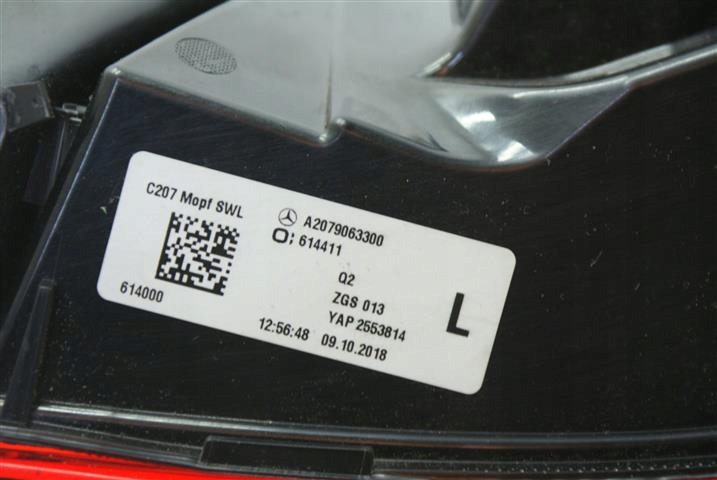 C207 Mopf SWL
A2079063300
O; 614411
Q2
614000
ZGS 013
YAP 2553814
12:56:48 09.10.2018
L